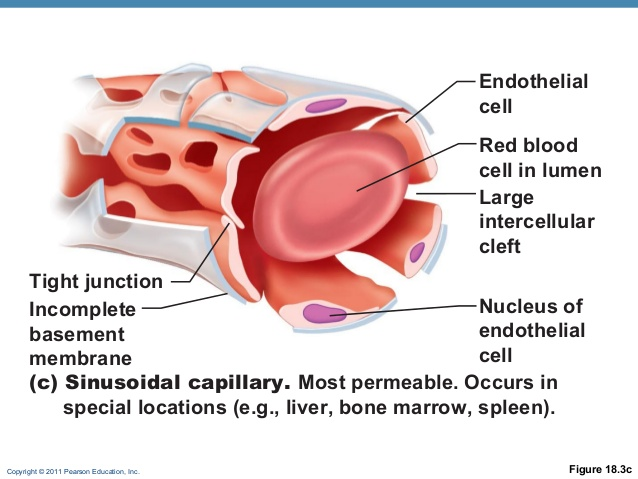 Endothelial
cell
Red blood
cell in lumen
Large
intercellular
cleft
Tight junction
Incomplete
basement
membrane
Nucleus of
endothelial
cell
(c) Sinusoidal capillary. Most permeable. Occurs in
special locations (e.g., liver, bone marrow, spleen).
Copyright © 2011 Pearson Education, Inc.
Figure 18.3c